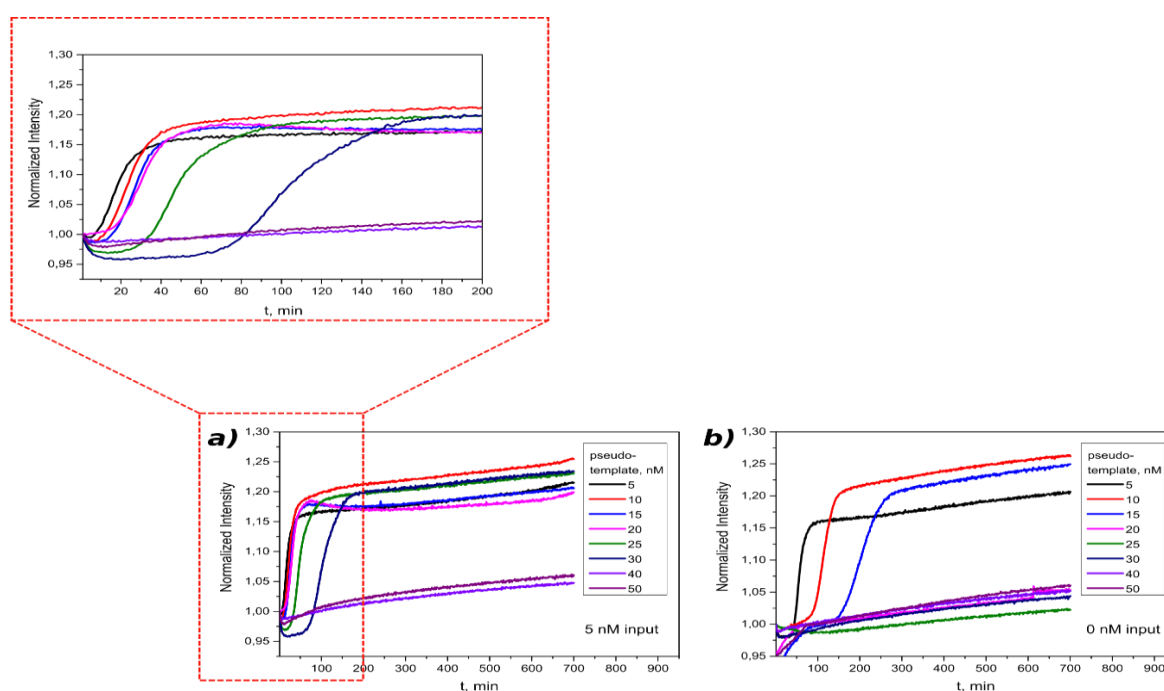 1,30
1,25
1,20
1,15
1,10
1,05
1,00
0,95
Normalized Intensity
20 40 60 80 100 120 140 160 180 200
t, min
a)
1,30
1,25
1,20
1,15
1,10
1,05
1,00
0,95
Normalized Intensity
pseudo-
template, nM
5
10
15
20
25
30
40
50
5 nM input
100 200 300 400 500 600 700 800 900
t, min
b)
1,30
1,25
1,20
1,15
1,10
1,05
1,00
0,95
Normalized Intensity
pseudo-
template, nM
5
10
15
20
25
30
40
50
0 nM input
100 200 300 400 500 600 700 800 900
t, min